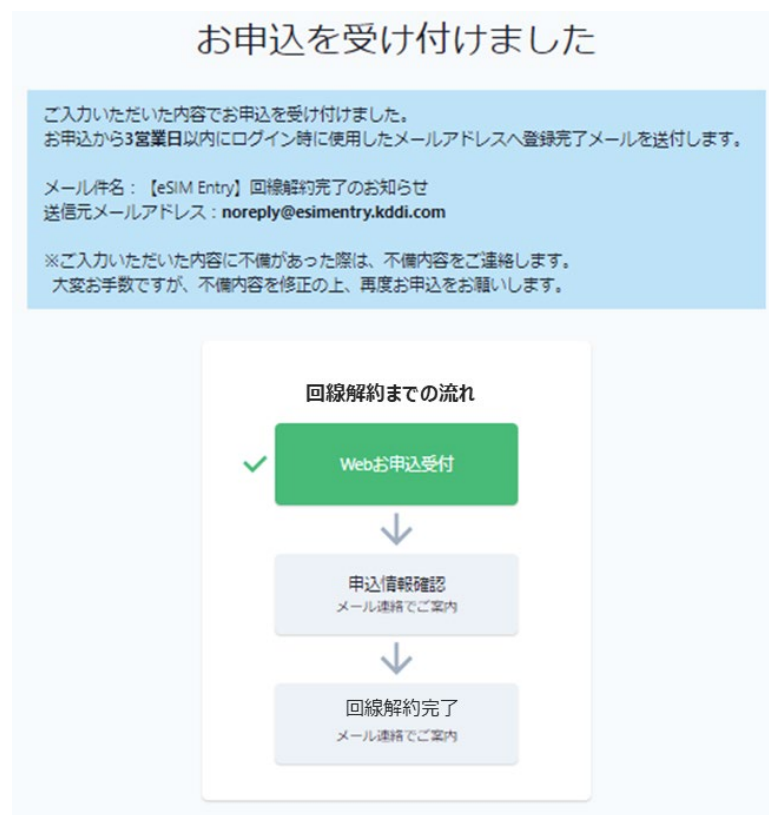 お申込を受け付けました
ご入力いただいた内容でお申込を受け付けました。
お申込から3営業日以内にログイン時に使用したメールアドレスへ登録完了メールを送付します。
メール件名：【eSIM Entry】回線解約完了のお知らせ
送信元メールアドレス：noreply@esimentry.kddi.com
※ご入力いただいた内容に不備があった際は、不備内容をご連絡します。
大変お手数ですが、不備内容を修正の上、再度お申込をお願いします。
回線解約までの流れ
Webお申込受付
申込情報確認
メール連絡でご案内
回線解約完了
メール連絡でご案内